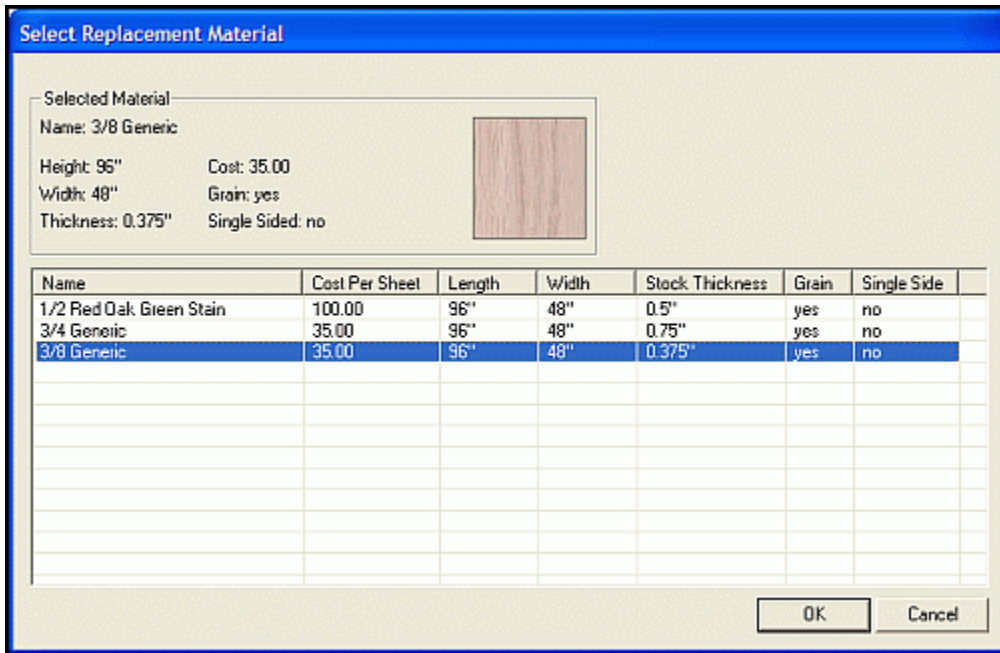 Select Replacement Material
Selected Material
Name: 3/8 Generic
Height: 96" Cost: 35.00
Width: 48" Grain: yes
Thickness: 0.375" Single Sided: no
Name Cost Per Sheet Length Width Stock Thickness Grain Single Side
1/2 Red Oak Green Stain 100.00 96" 48" 0.5" yes no
3/4 Generic 35.00 96" 48" 0.75" yes no
3/8 Generic 35.00 96" 48" 0.375" yes no
OK Cancel